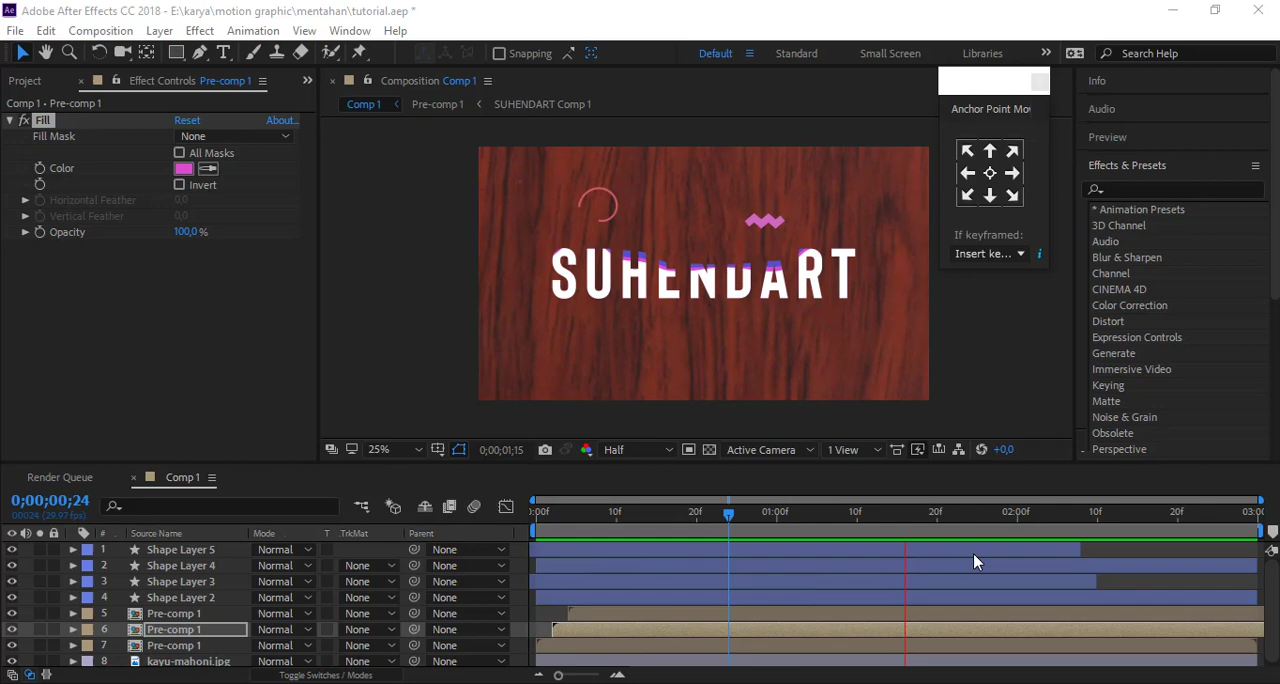 Ae Adobe After Effects CC 2018 - E:\karya\motion graphic\mentahan\tutorial.aep *
File Edit Composition Layer Effect Animation View Window Help
Snapping Default Standard Small Screen Libraries Search Help
Project Effect Controls Pre-comp 1 Composition Comp 1 Info
Comp 1 • Pre-comp 1 Comp 1 Pre-comp 1 SUHENDART Comp 1 Anchor Point Mov Audio
fx Fill Reset About...
Fill Mask None Preview
All Masks Effects & Presets
Color
Invert
Horizontal Feather 0,0
Vertical Feather 0,0
Opacity 100,0 %
SUHENDART
If keyframed:
Insert ke... i
* Animation Presets
3D Channel
Audio
Blur & Sharpen
Channel
CINEMA 4D
Color Correction
Distort
Expression Controls
Generate
Immersive Video
Keying
Matte
Noise & Grain
Obsolete
Perspective
25% 0;00;01;15 Half Active Camera 1 View +0,0
Render Queue Comp 1
0;00;00;24
00024 (29.97 fps)
0:00f 10f 20f 01:00f 10f 20f 02:00f 10f 20f 03:00
# Source Name Mode T .TrkMat Parent
1 Shape Layer 5 Normal None
2 Shape Layer 4 Normal None None
3 Shape Layer 3 Normal None None
4 Shape Layer 2 Normal None None
5 Pre-comp 1 Normal None None
6 Pre-comp 1 Normal None None
7 Pre-comp 1 Normal None None
8 kayu-mahoni.jpg Normal None None
Toggle Switches / Modes